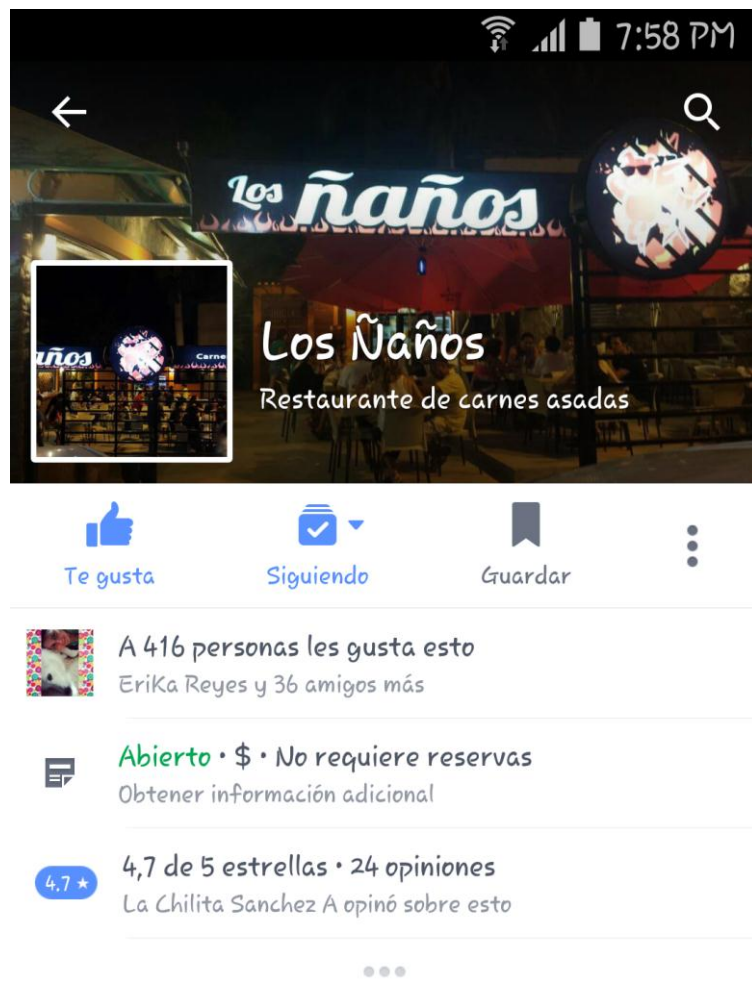 7:58 PM
Los ñaños
ñaños
Carne
Los Ñaños
Restaurante de carnes asadas
Te gusta
Siguiendo
Guardar
A 416 personas les gusta esto
EriKa Reyes y 36 amigos más
Abierto • $ • No requiere reservas
Obtener información adicional
4.7 ★
4,7 de 5 estrellas • 24 opiniones
La Chilita Sanchez A opinó sobre esto